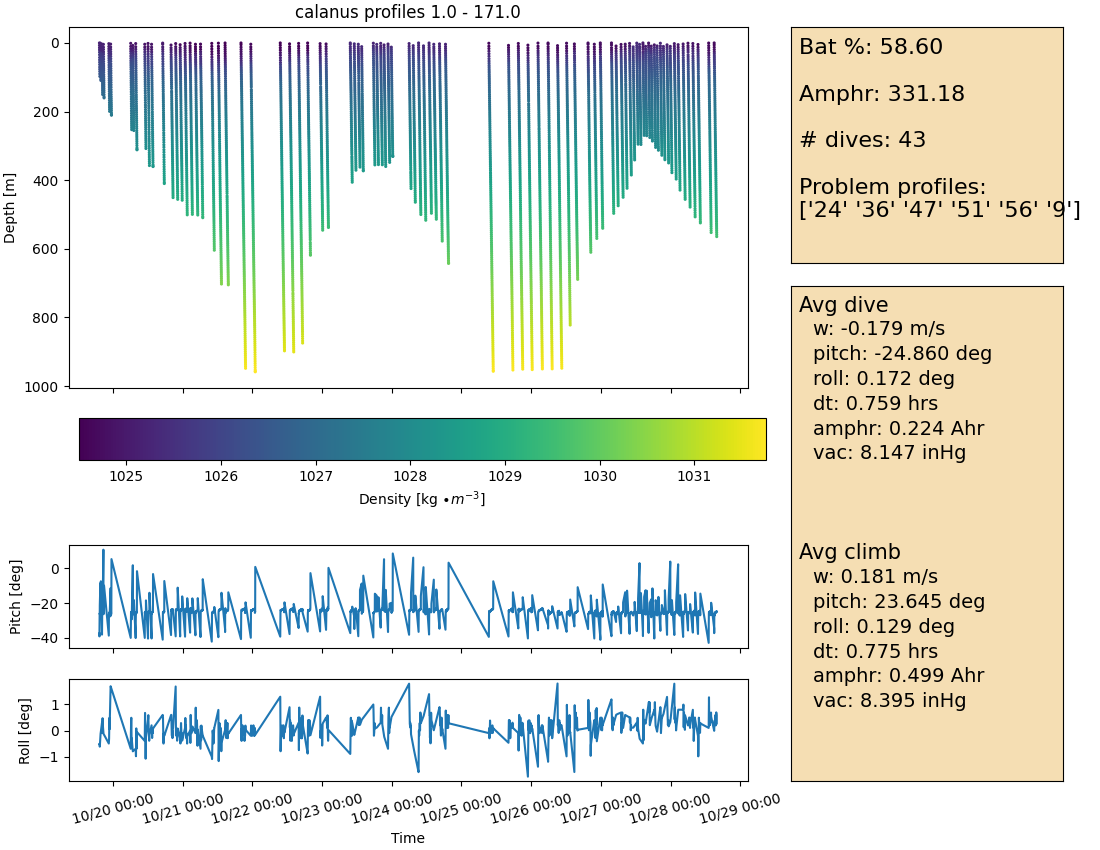 calanus profiles 1.0 - 171.0
0
200
400
600
800
1000
Depth [m]
1025 1026 1027 1028 1029 1030 1031
Density [kg •m⁻³]
0
−20
−40
Pitch [deg]
1
0
−1
Roll [deg]
10/20 00:00 10/21 00:00 10/22 00:00 10/23 00:00 10/24 00:00 10/25 00:00 10/26 00:00 10/27 00:00 10/28 00:00 10/29 00:00
Time
Bat %: 58.60
Amphr: 331.18
# dives: 43
Problem profiles:
['24' '36' '47' '51' '56' '9']
Avg dive
w: -0.179 m/s
pitch: -24.860 deg
roll: 0.172 deg
dt: 0.759 hrs
amphr: 0.224 Ahr
vac: 8.147 inHg
Avg climb
w: 0.181 m/s
pitch: 23.645 deg
roll: 0.129 deg
dt: 0.775 hrs
amphr: 0.499 Ahr
vac: 8.395 inHg